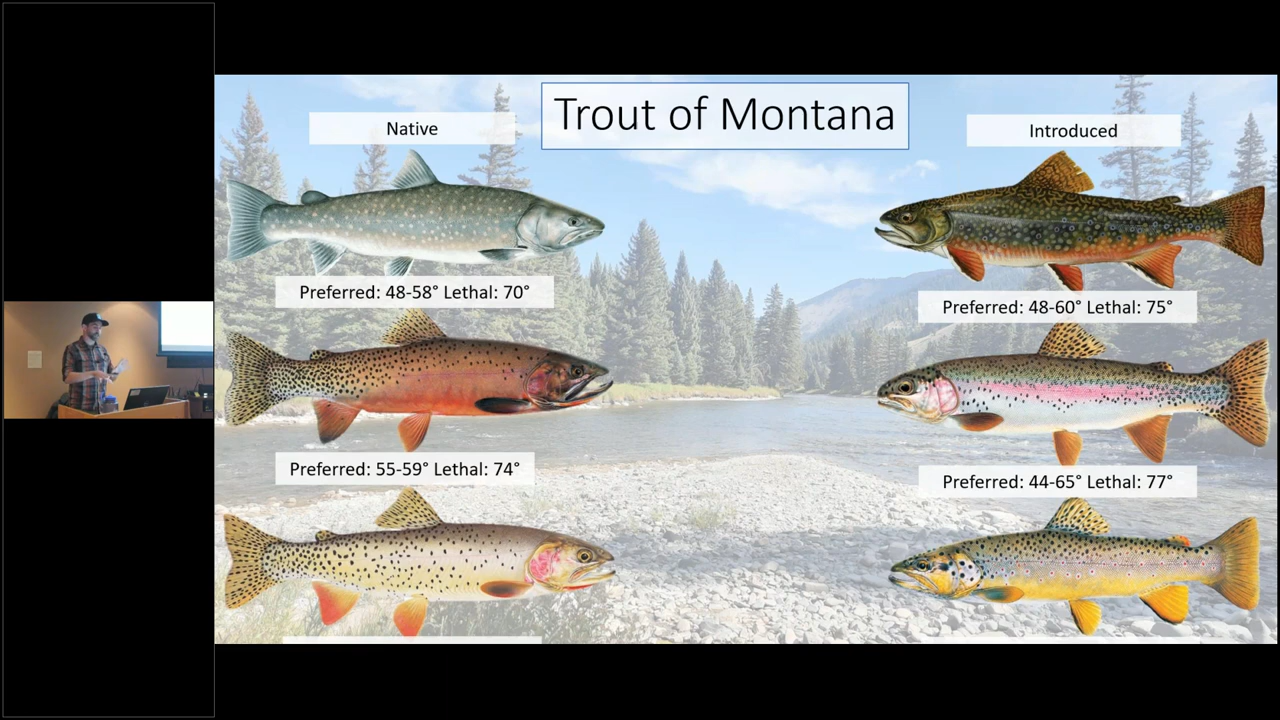 Trout of Montana
Native
Introduced
Preferred: 48-58° Lethal: 70°
Preferred: 48-60° Lethal: 75°
Preferred: 55-59° Lethal: 74°
Preferred: 44-65° Lethal: 77°